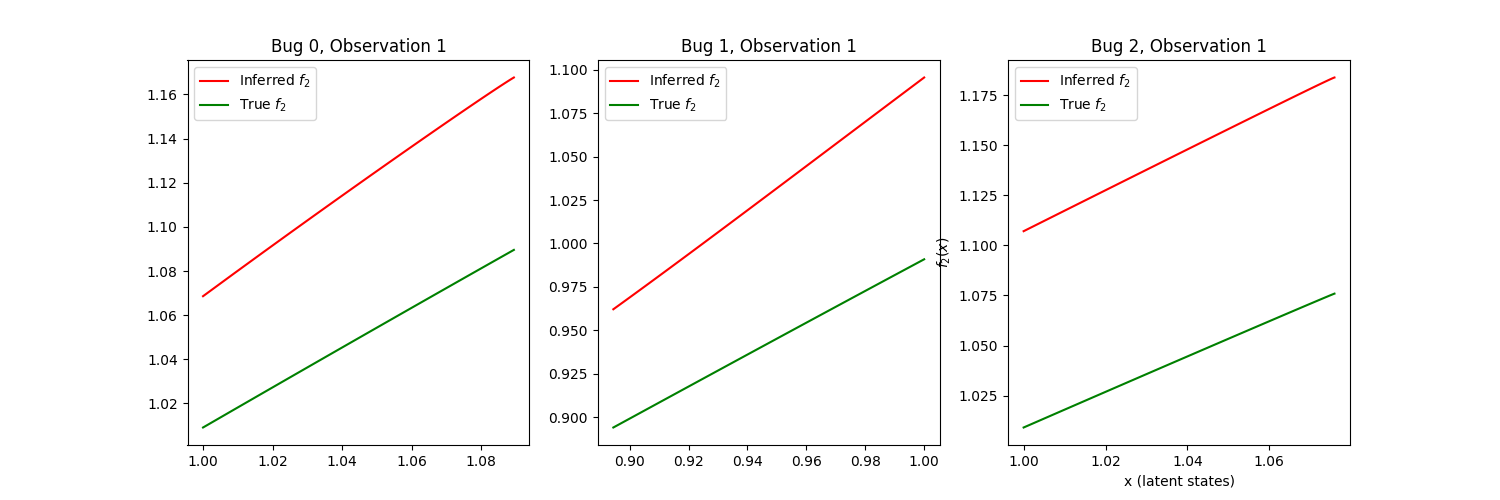 Bug 0, Observation 1
Inferred f₂
True f₂
1.16
1.14
1.12
1.10
1.08
1.06
1.04
1.02
1.00 1.02 1.04 1.06 1.08
Bug 1, Observation 1
Inferred f₂
True f₂
1.100
1.075
1.050
1.025
1.000
0.975
0.950
0.925
0.900
0.90 0.92 0.94 0.96 0.98 1.00
Bug 2, Observation 1
Inferred f₂
True f₂
f₂(x)
1.175
1.150
1.125
1.100
1.075
1.050
1.025
1.00 1.02 1.04 1.06
x (latent states)